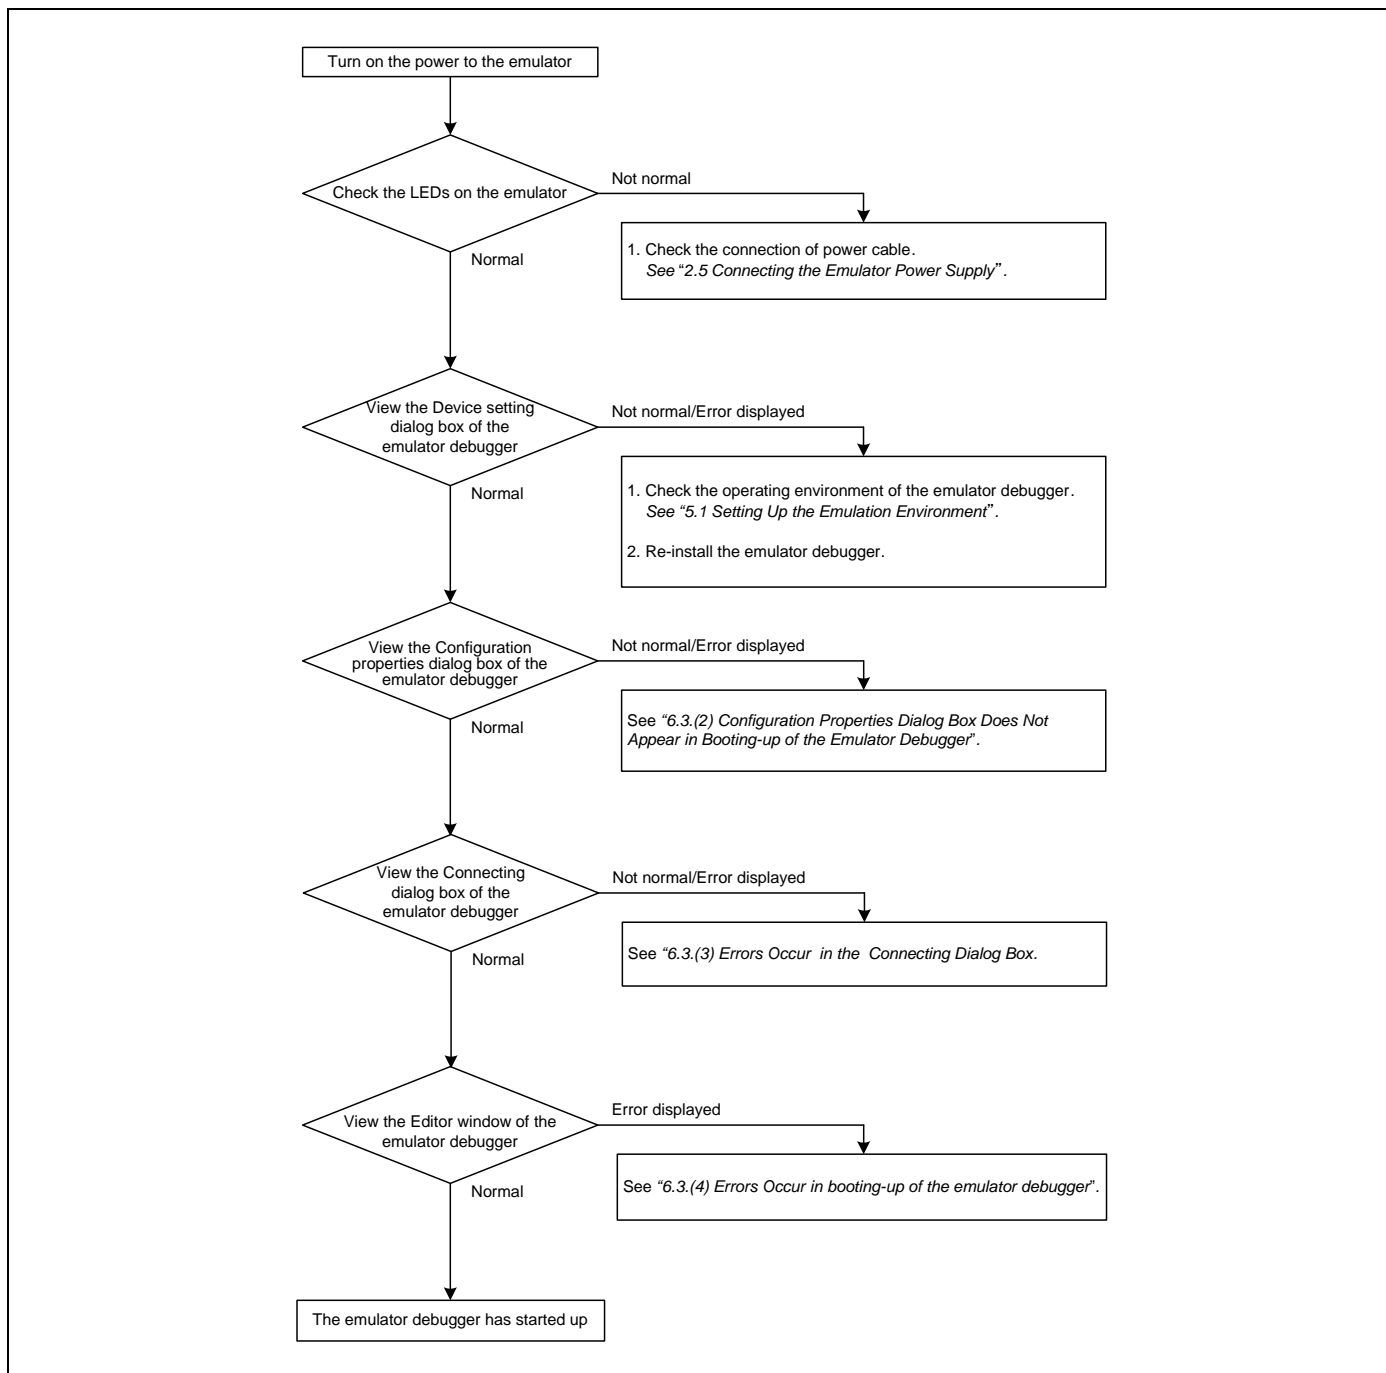 Turn on the power to the emulator
Check the LEDs on the emulator
Not normal
1. Check the connection of power cable.
See “2.5 Connecting the Emulator Power Supply”.
Normal
View the Device setting
dialog box of the
emulator debugger
Not normal/Error displayed
1. Check the operating environment of the emulator debugger.
See “5.1 Setting Up the Emulation Environment”.
2. Re-install the emulator debugger.
Normal
View the Configuration
properties dialog box of the
emulator debugger
Not normal/Error displayed
See “6.3.(2) Configuration Properties Dialog Box Does Not
Appear in Booting-up of the Emulator Debugger”.
Normal
View the Connecting
dialog box of the
emulator debugger
Not normal/Error displayed
See “6.3.(3) Errors Occur in the Connecting Dialog Box.
Normal
View the Editor window of the
emulator debugger
Error displayed
See “6.3.(4) Errors Occur in booting-up of the emulator debugger”.
Normal
The emulator debugger has started up